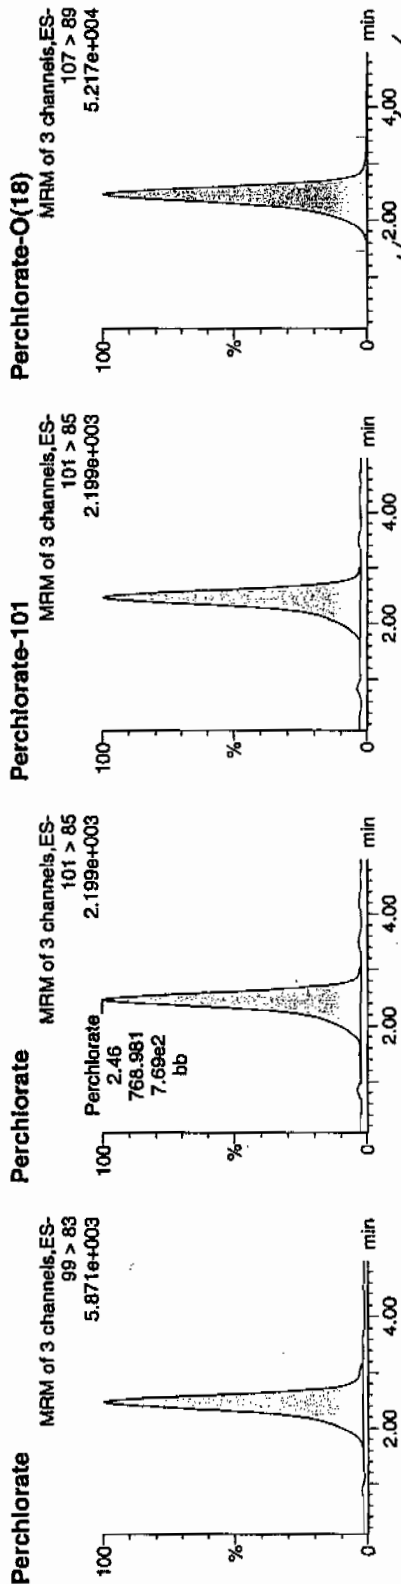 Perchlorate
MRM of 3 channels,ES-
99 > 83
5.871e+003
100
%
0
2.00
4.00
min
Perchlorate
MRM of 3 channels,ES-
101 > 85
2.199e+003
100
Perchlorate
2.46
768.981
7.69e2
bb
%
0
2.00
4.00
min
Perchlorate-101
MRM of 3 channels,ES-
101 > 85
2.199e+003
100
%
0
2.00
4.00
min
Perchlorate-O(18)
MRM of 3 channels,ES-
107 > 89
5.217e+004
100
%
0
2.00
4.00
min